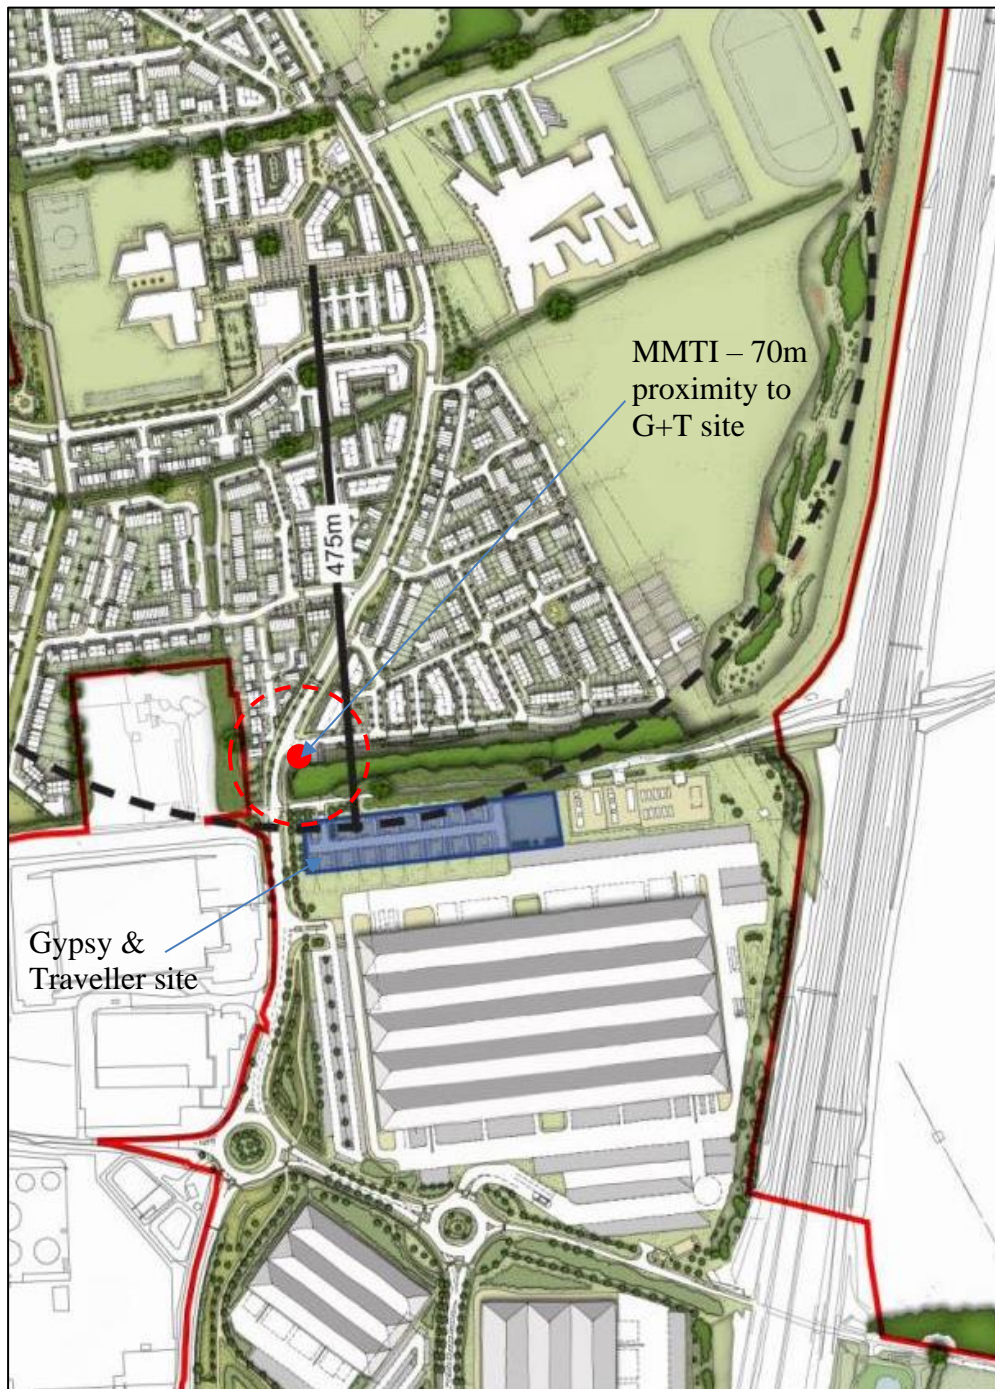 MMTI – 70m
proximity to
G+T site
475m
Gypsy &
Traveller site